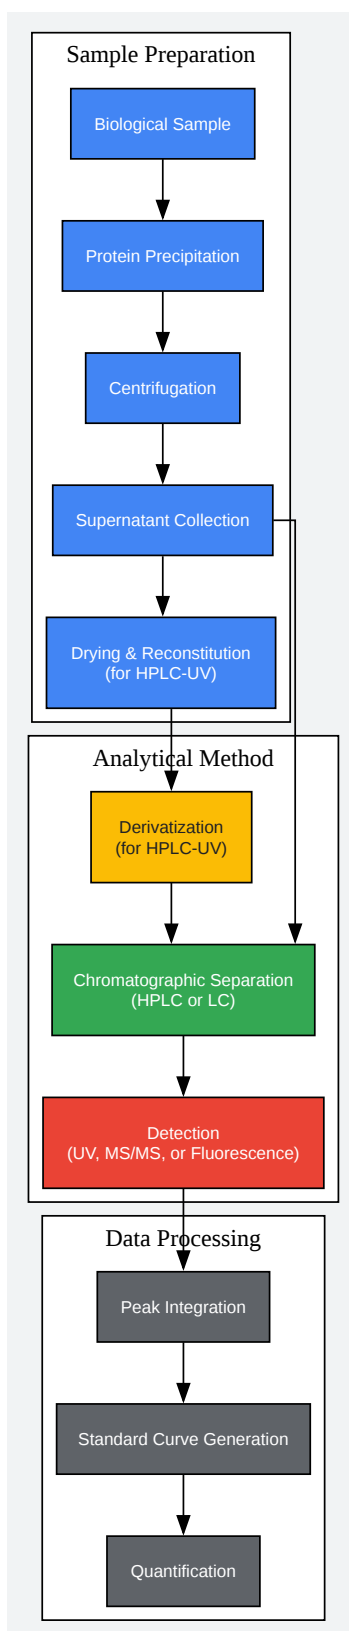 Sample Preparation
Biological Sample
Protein Precipitation
Centrifugation
Supernatant Collection
Drying & Reconstitution
(for HPLC-UV)
Analytical Method
Derivatization
(for HPLC-UV)
Chromatographic Separation
(HPLC or LC)
Detection
(UV, MS/MS, or Fluorescence)
Data Processing
Peak Integration
Standard Curve Generation
Quantification